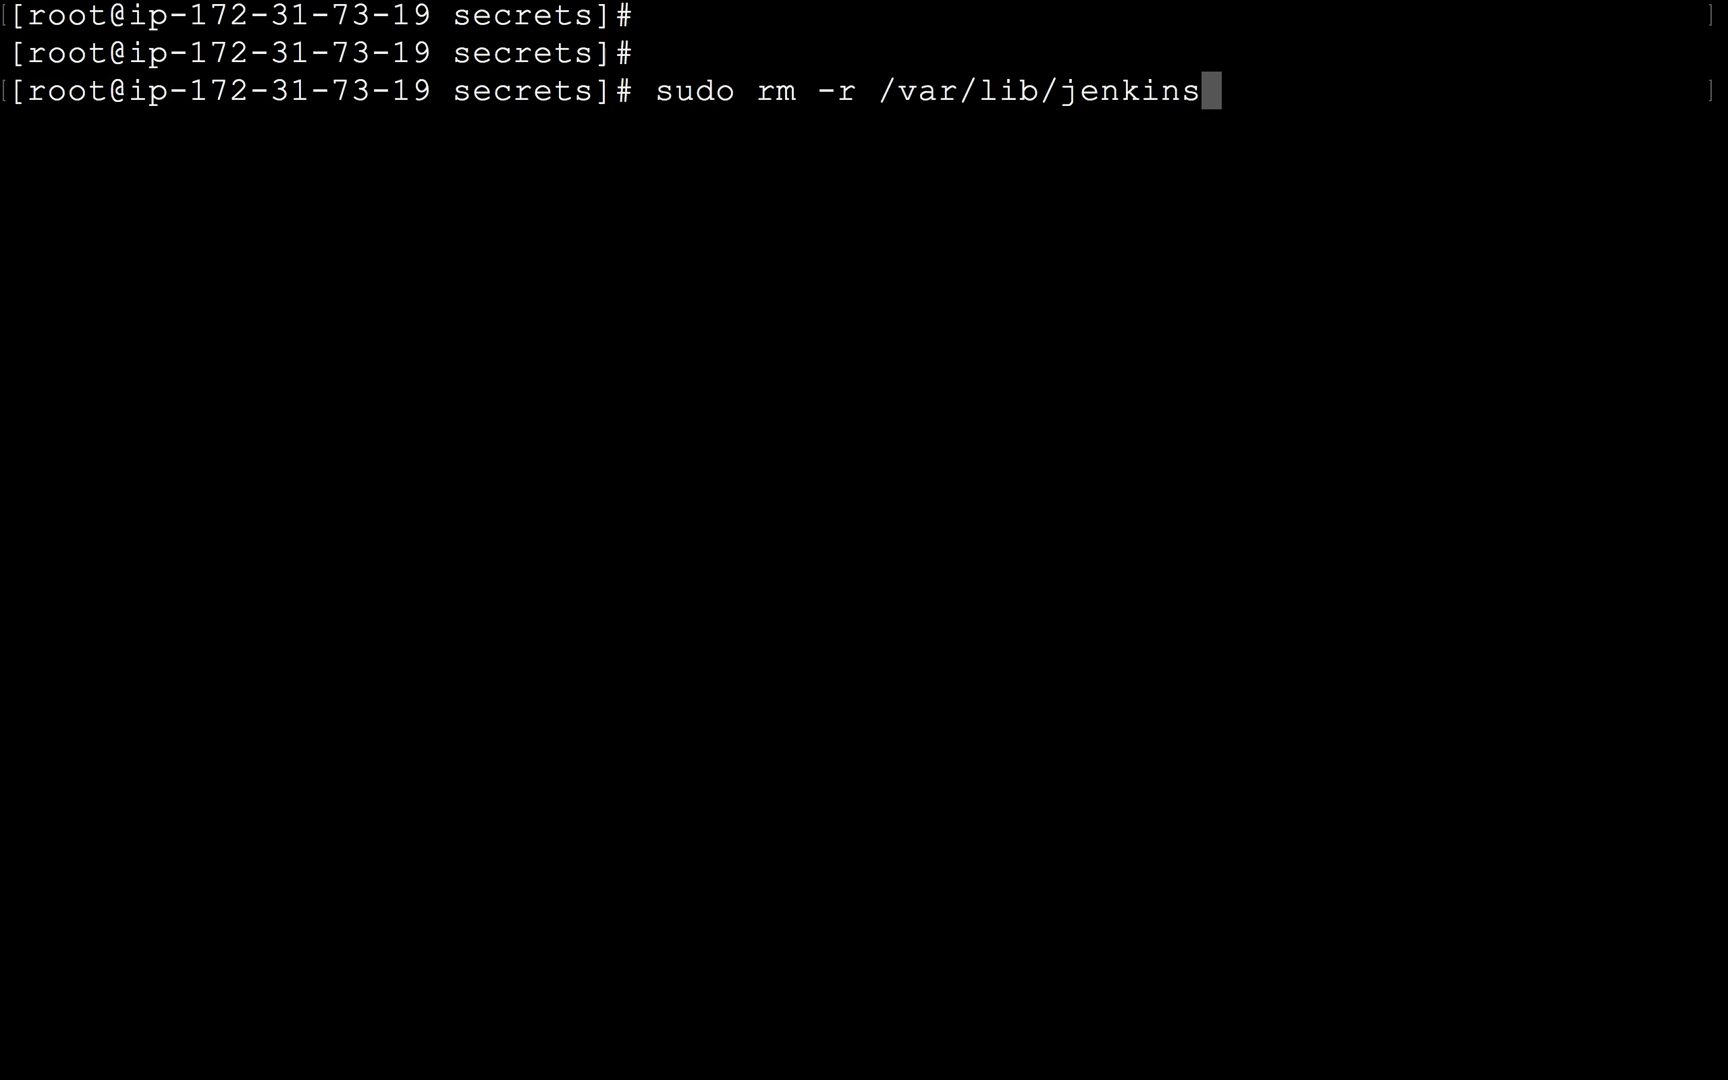 [[root@ip-172-31-73-19 secrets]# ]
[root@ip-172-31-73-19 secrets]#
[[root@ip-172-31-73-19 secrets]# sudo rm -r /var/lib/jenkins ]